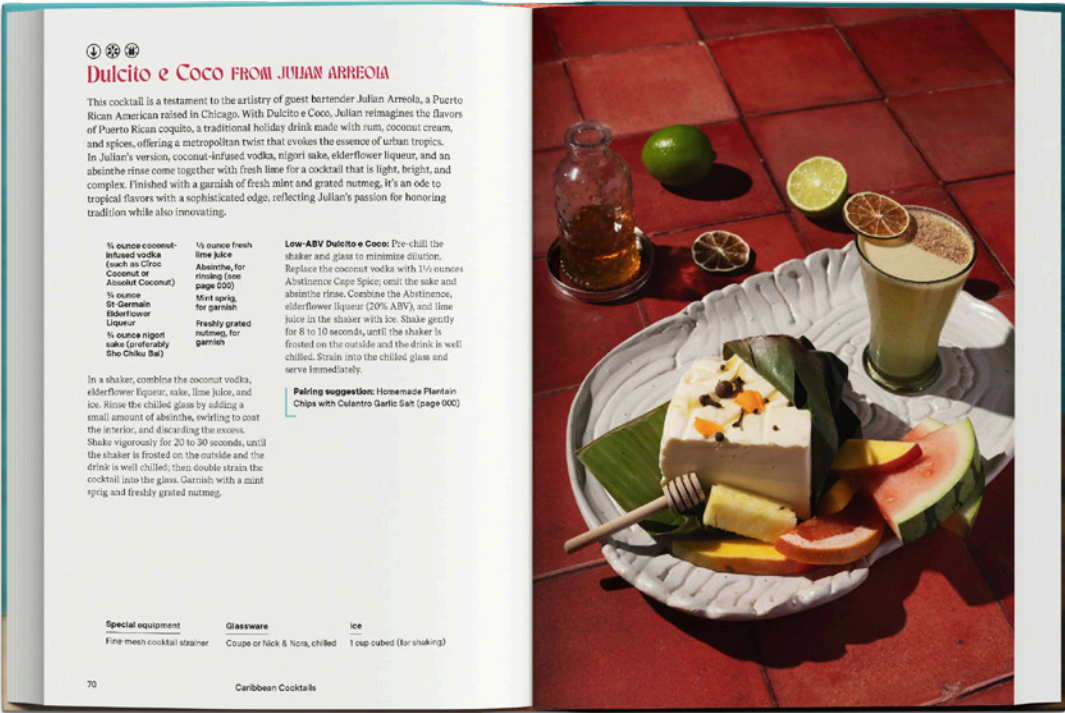 Dulcito e Coco FROM JULIAN ARREOLA
This cocktail is a testament to the artistry of guest bartender Julian Arreola, a Puerto
Rican American raised in Chicago. With Dulcito e Coco, Julian reimagines the flavors
of Puerto Rican coquito, a traditional holiday drink made with rum, coconut cream,
and spices, offering a metropolitan twist that evokes the essence of urban tropics.
In Julian's version, coconut-infused vodka, nigori sake, elderflower liqueur, and an
absinthe rinse come together with fresh lime for a cocktail that is light, bright, and
complex. Finished with a garnish of fresh mint and grated nutmeg, it's an ode to
tropical flavors with a sophisticated edge, reflecting Julian's passion for honoring
tradition while also innovating.
¾ ounce coconut-
infused vodka
(such as Cîroc
Coconut or
Absolut Coconut)
¾ ounce
St-Germain
Elderflower
Liqueur
¾ ounce nigori
sake (preferably
Sho Chiku Bai)
½ ounce fresh
lime juice
Absinthe, for
rinsing (see
page 000)
Mint sprig,
for garnish
Freshly grated
nutmeg, for
garnish
In a shaker, combine the coconut vodka,
elderflower liqueur, sake, lime juice, and
ice. Rinse the chilled glass by adding a
small amount of absinthe, swirling to coat
the interior, and discarding the excess.
Shake vigorously for 20 to 30 seconds, until
the shaker is frosted on the outside and the
drink is well chilled; then double strain the
cocktail into the glass. Garnish with a mint
sprig and freshly grated nutmeg.
Low-ABV Dulcito e Coco: Pre-chill the
shaker and glass to minimize dilution.
Replace the coconut vodka with 1½ ounces
Abstinence Cape Spice; omit the sake and
absinthe rinse. Combine the Abstinence,
elderflower liqueur (20% ABV), and lime
juice in the shaker with ice. Shake gently
for 8 to 10 seconds, until the shaker is
frosted on the outside and the drink is well
chilled. Strain into the chilled glass and
serve immediately.
Pairing suggestion: Homemade Plantain
Chips with Culantro Garlic Salt (page 000)
Special equipment
Fine-mesh cocktail strainer
Glassware
Coupe or Nick & Nora, chilled
Ice
1 cup cubed (for shaking)
70
Caribbean Cocktails